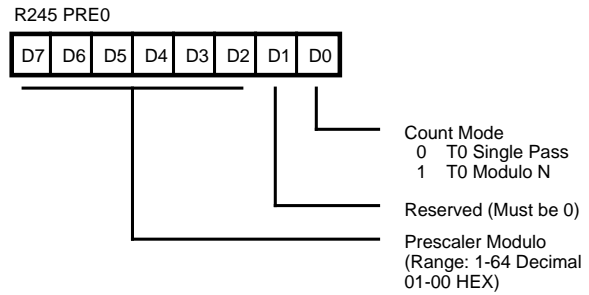 R245 PRE0
D7 D6 D5 D4 D3 D2 D1 D0
Count Mode
0 T0 Single Pass
1 T0 Modulo N
Reserved (Must be 0)
Prescaler Modulo
(Range: 1-64 Decimal
01-00 HEX)